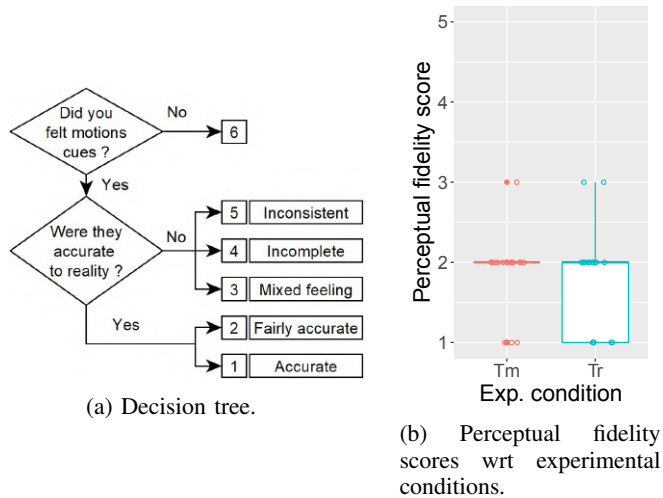 Did you
felt motions
cues ?
No
6
Yes
Were they
accurate
to reality ?
No
5 Inconsistent
4 Incomplete
3 Mixed feeling
Yes
2 Fairly accurate
1 Accurate
(a) Decision tree.
Perceptual fidelity score
5
4
3
2
1
Tm Tr
Exp. condition
(b) Perceptual fidelity
scores wrt experimental
conditions.